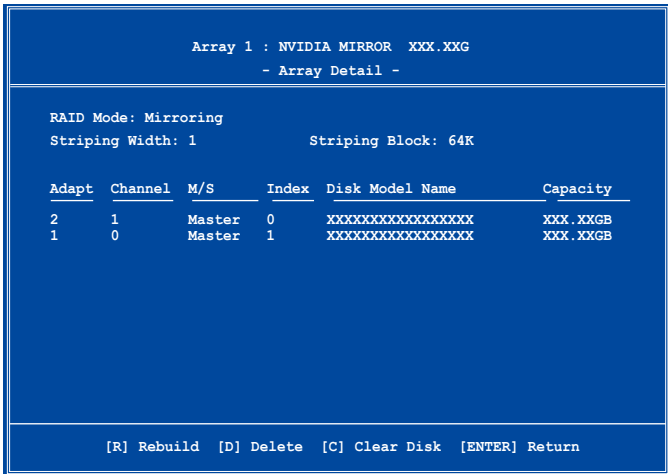 Array 1 : NVIDIA MIRROR XXX.XXG
- Array Detail -
RAID Mode: Mirroring
Striping Width: 1 Striping Block: 64K
Adapt Channel M/S Index Disk Model Name Capacity
2 1 Master 0 XXXXXXXXXXXXXXXXX XXX.XXGB
1 0 Master 1 XXXXXXXXXXXXXXXXX XXX.XXGB
[R] Rebuild [D] Delete [C] Clear Disk [ENTER] Return